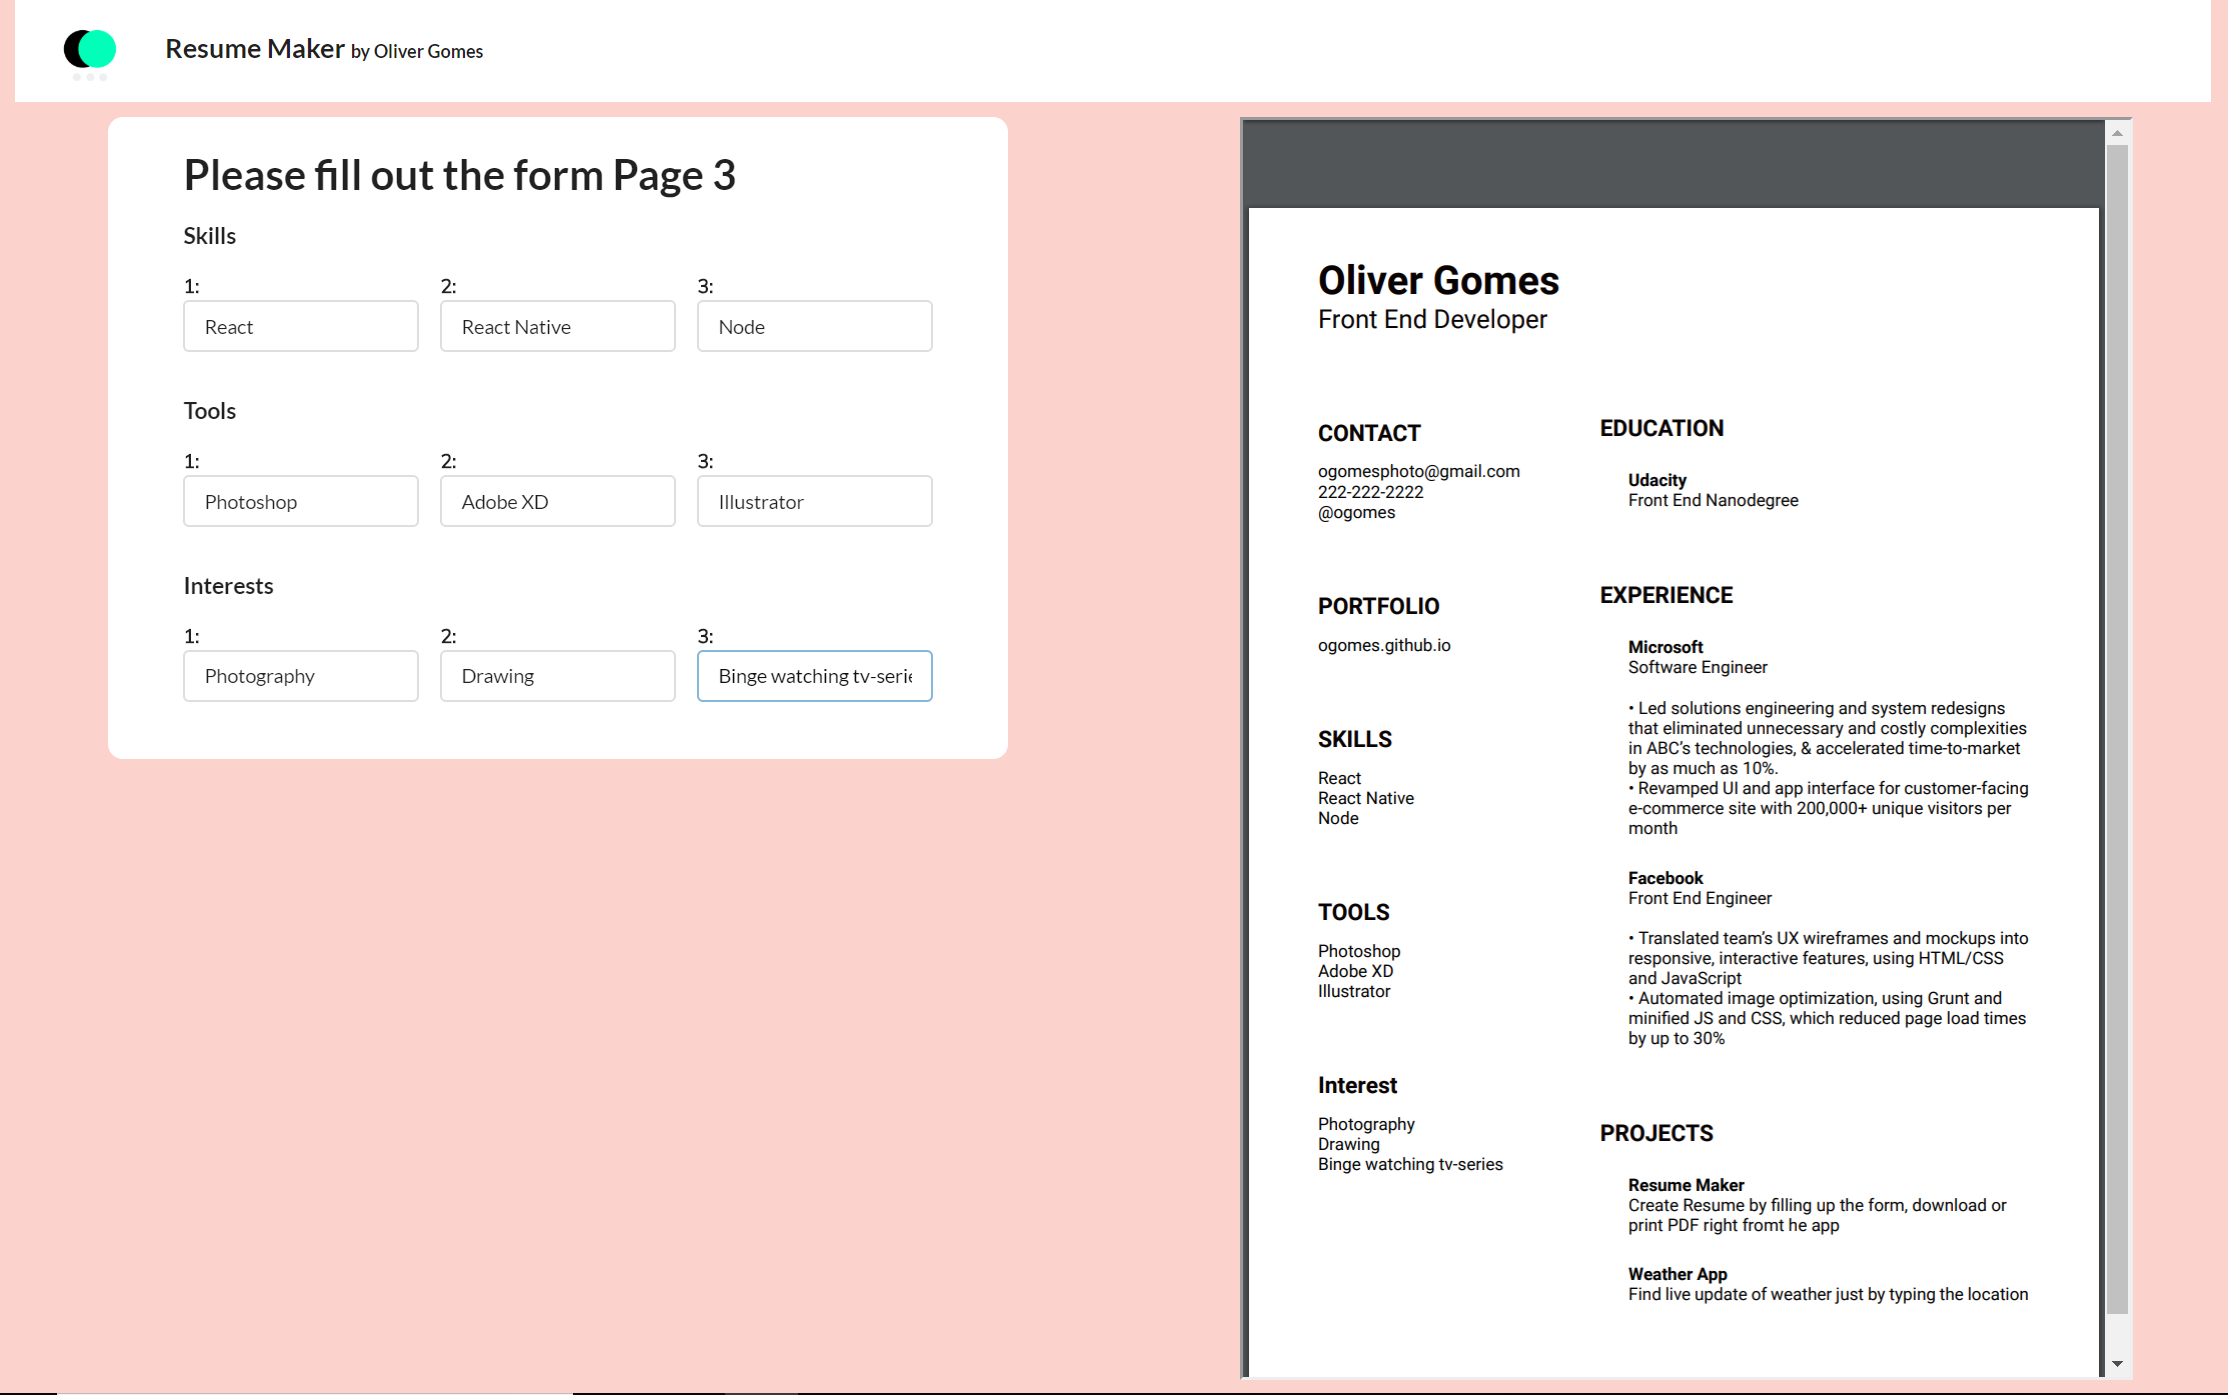 Resume Maker by Oliver Gomes
Please fill out the form Page 3
Skills
1: 2: 3:
React React Native Node
Tools
1: 2: 3:
Photoshop Adobe XD Illustrator
Interests
1: 2: 3:
Photography Drawing Binge watching tv-serie
Oliver Gomes
Front End Developer
CONTACT
ogomesphoto@gmail.com
222-222-2222
@ogomes
PORTFOLIO
ogomes.github.io
SKILLS
React
React Native
Node
TOOLS
Photoshop
Adobe XD
Illustrator
Interest
Photography
Drawing
Binge watching tv-series
EDUCATION
Udacity
Front End Nanodegree
EXPERIENCE
Microsoft
Software Engineer
• Led solutions engineering and system redesigns
that eliminated unnecessary and costly complexities
in ABC's technologies, & accelerated time-to-market
by as much as 10%.
• Revamped UI and app interface for customer-facing
e-commerce site with 200,000+ unique visitors per
month
Facebook
Front End Engineer
• Translated team's UX wireframes and mockups into
responsive, interactive features, using HTML/CSS
and JavaScript
• Automated image optimization, using Grunt and
minified JS and CSS, which reduced page load times
by up to 30%
PROJECTS
Resume Maker
Create Resume by filling up the form, download or
print PDF right fromt he app
Weather App
Find live update of weather just by typing the location